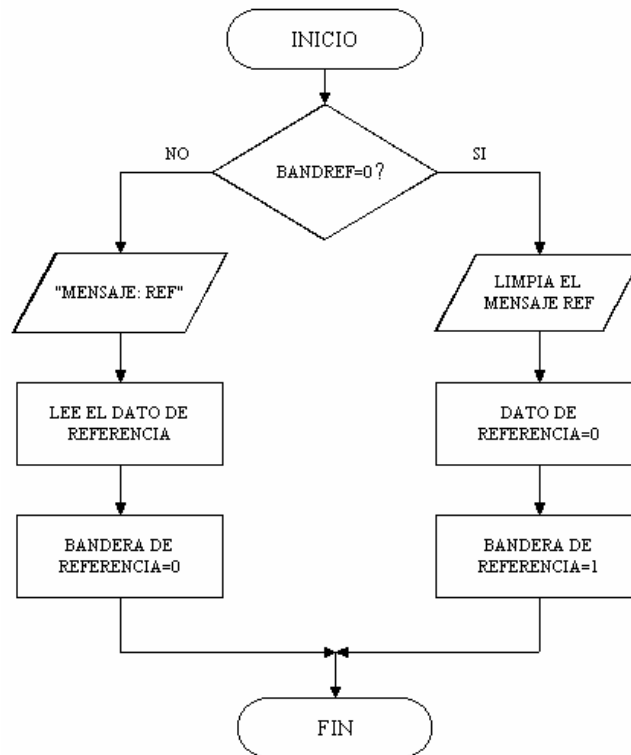 INICIO
NO
SI
BANDREF=0?
"MENSAJE: REF"
LIMPIA EL
MENSAJE REF
LEE EL DATO DE
REFERENCIA
DATO DE
REFERENCIA=0
BANDERA DE
REFERENCIA=0
BANDERA DE
REFERENCIA=1
FIN